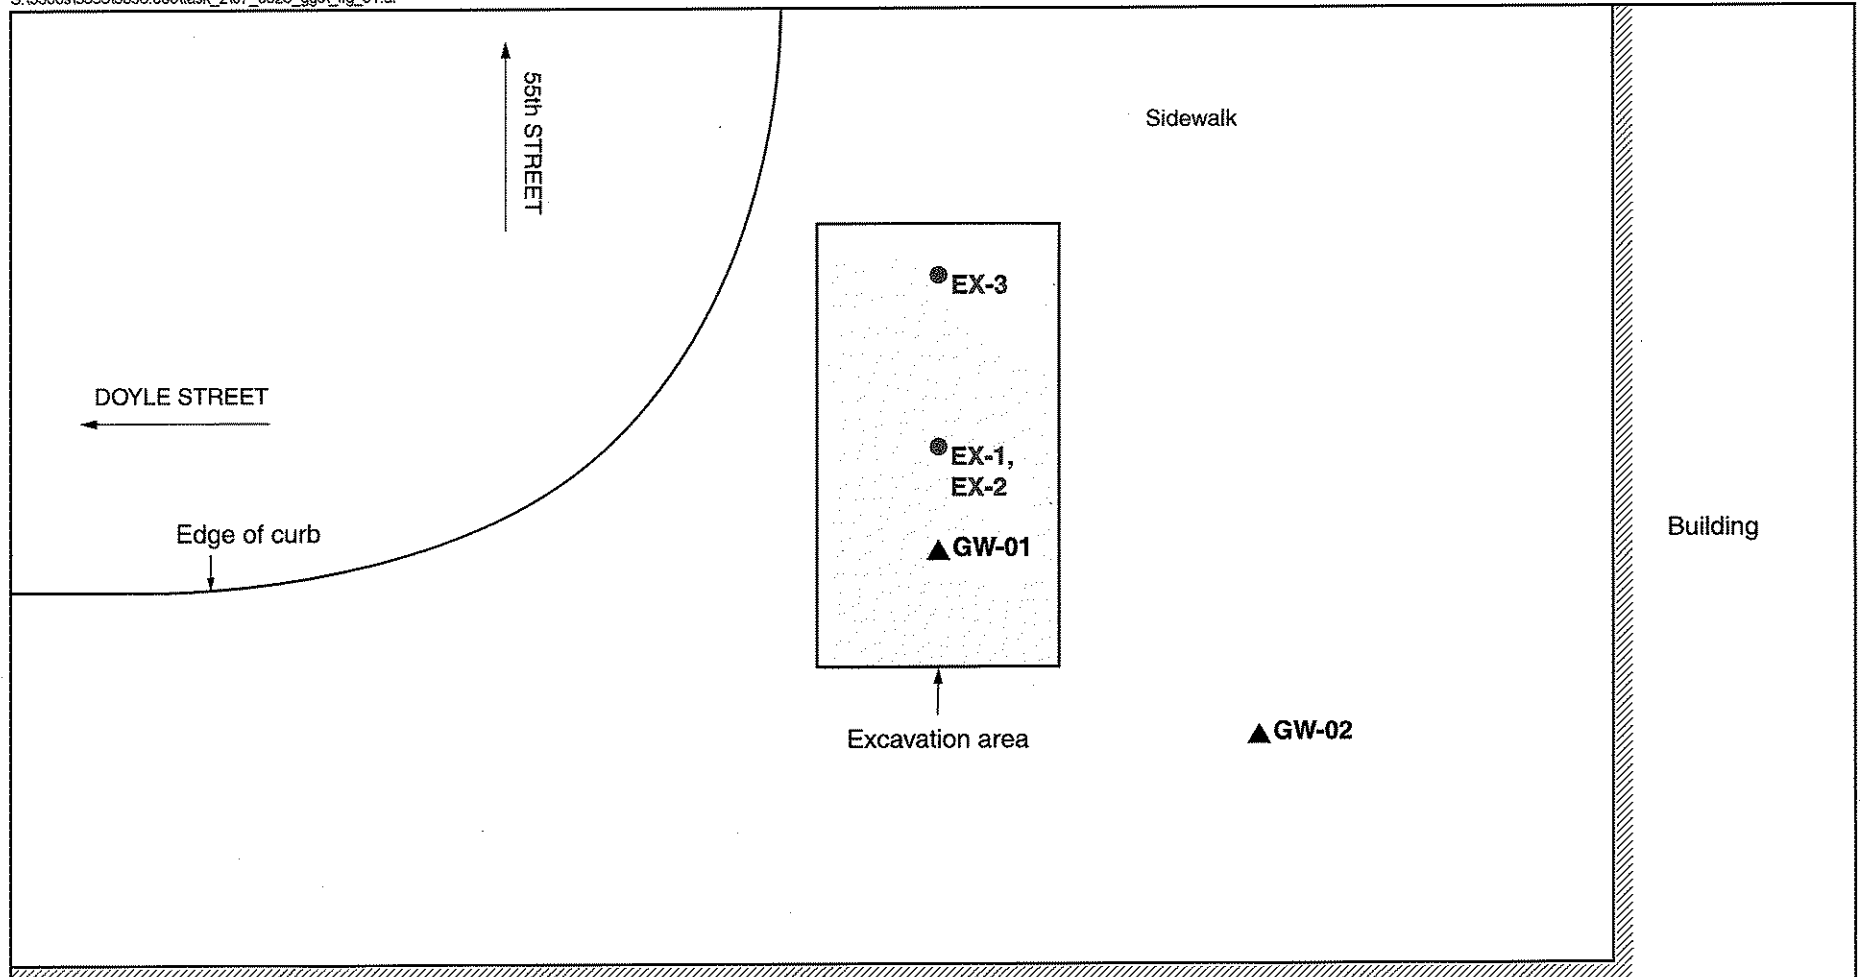 55th STREET
Sidewalk
EX-3
DOYLE STREET
EX-1,
EX-2
Edge of curb
GW-01
Building
GW-02
Excavation area